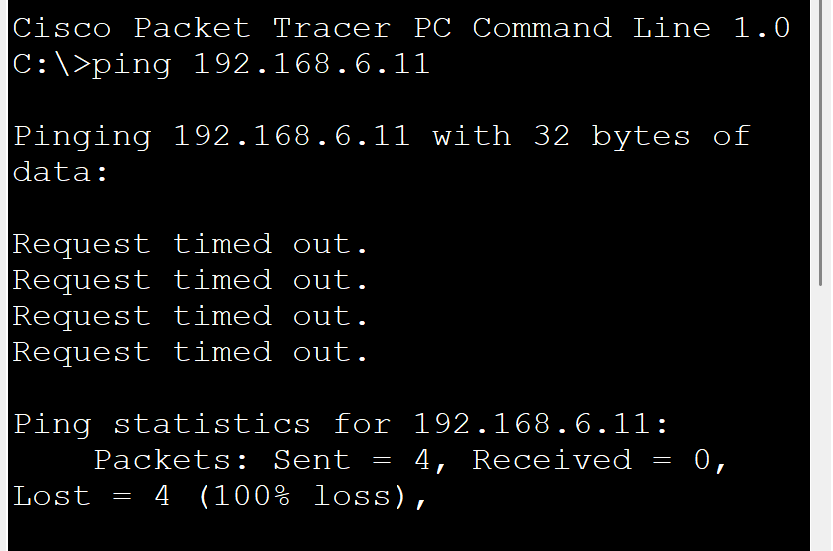 Cisco Packet Tracer PC Command Line 1.0
C:\>ping 192.168.6.11
Pinging 192.168.6.11 with 32 bytes of
data:
Request timed out.
Request timed out.
Request timed out.
Request timed out.
Ping statistics for 192.168.6.11:
    Packets: Sent = 4, Received = 0,
Lost = 4 (100% loss),